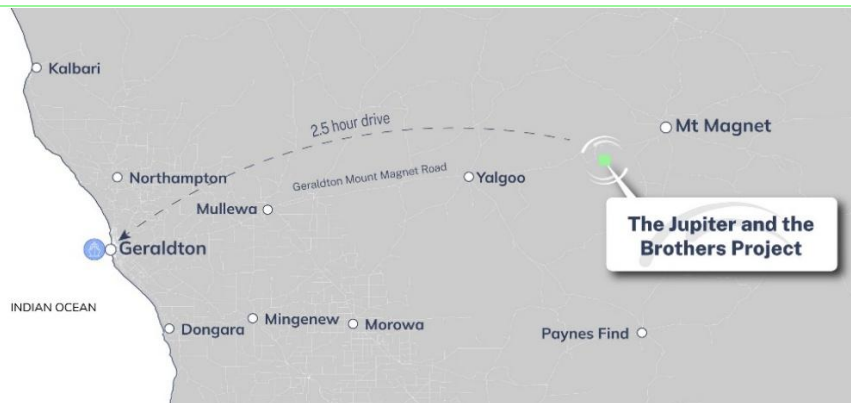 Kalbari
2.5 hour drive
Mt Magnet
Northampton
Geraldton Mount Magnet Road
Yalgoo
Mullewa
The Jupiter and the
Brothers Project
Geraldton
INDIAN OCEAN
Dongara
Mingenew
Morowa
Paynes Find